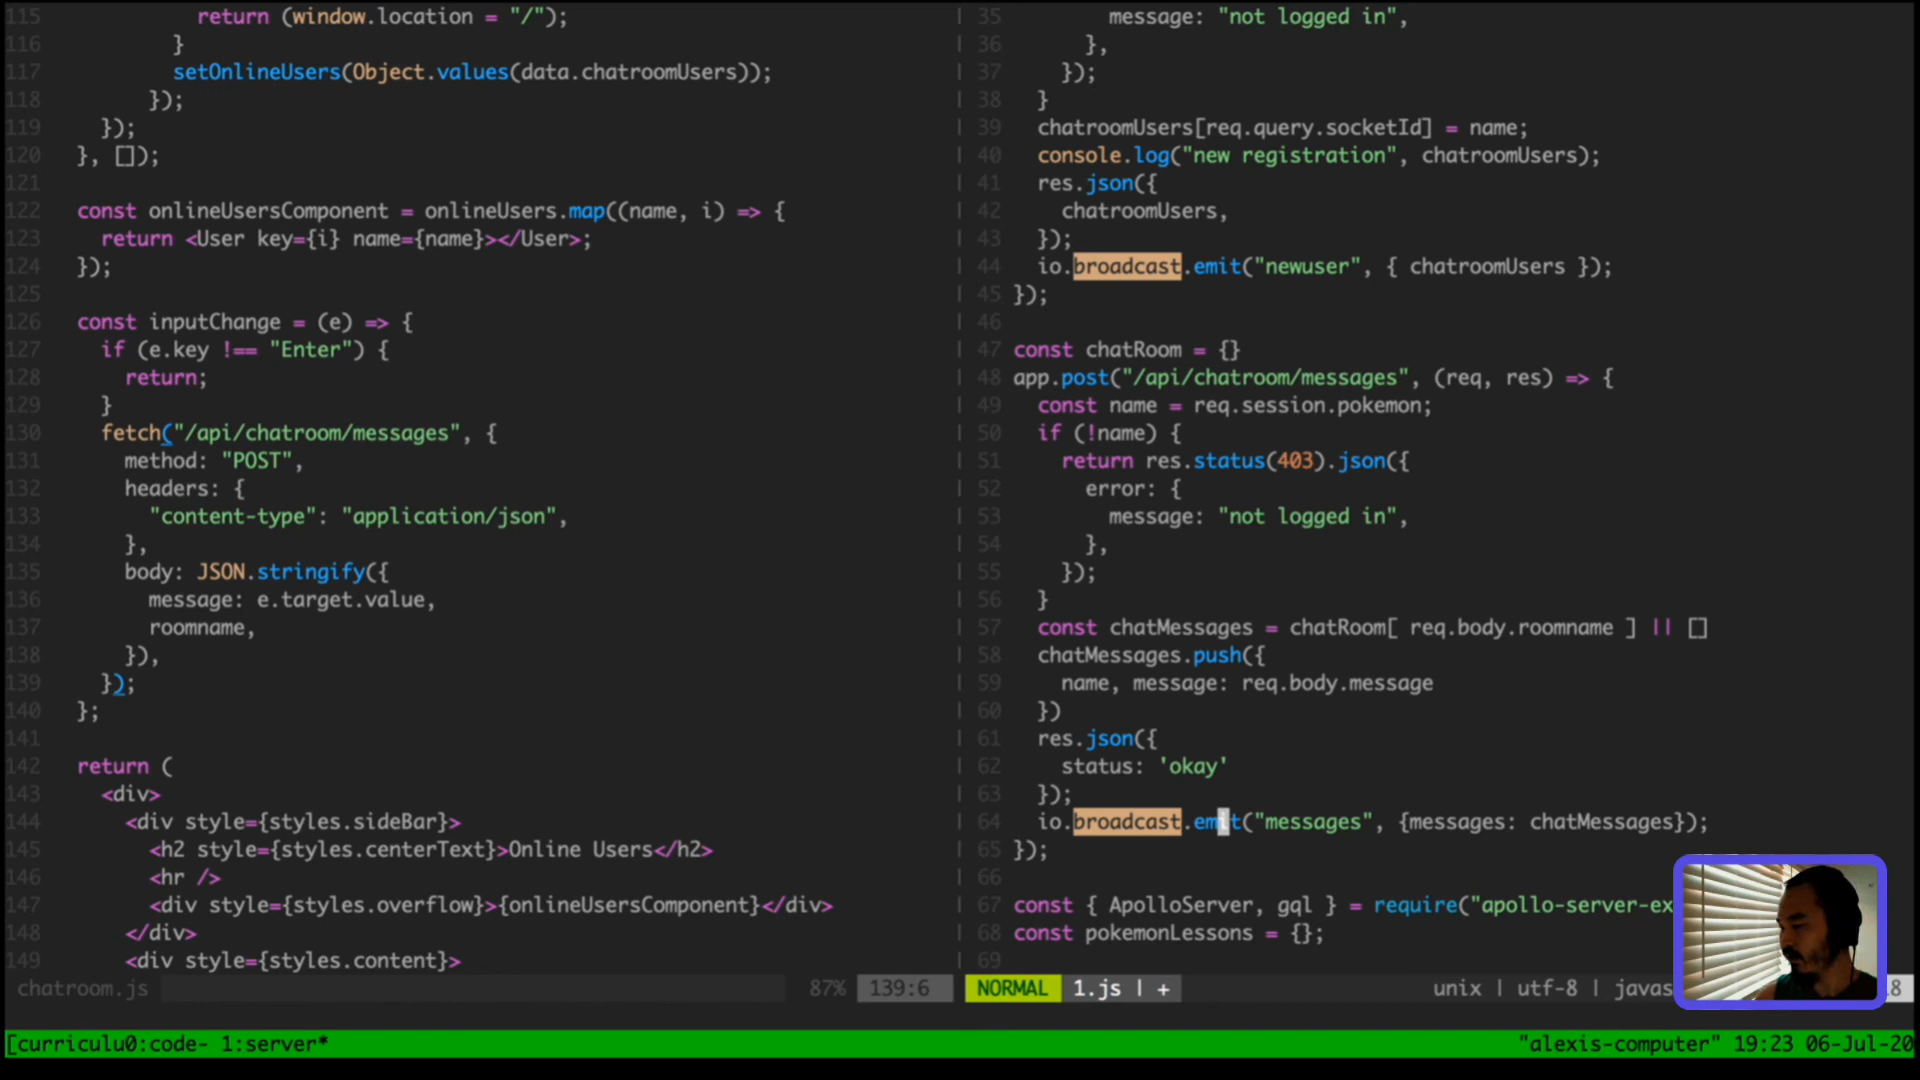 115             return (window.location = "/");
116           }
117           setOnlineUsers(Object.values(data.chatroomUsers));
118         });
119     });
120   }, []);
121
122   const onlineUsersComponent = onlineUsers.map((name, i) => {
123     return <User key={i} name={name}></User>;
124   });
125
126   const inputChange = (e) => {
127     if (e.key !== "Enter") {
128       return;
129     }
130     fetch("/api/chatroom/messages", {
131       method: "POST",
132       headers: {
133         "content-type": "application/json",
134       },
135       body: JSON.stringify({
136         message: e.target.value,
137         roomname,
138       }),
139     });
140   };
141
142   return (
143     <div>
144       <div style={styles.sideBar}>
145         <h2 style={styles.centerText}>Online Users</h2>
146         <hr />
147         <div style={styles.overflow}>{onlineUsersComponent}</div>
148       </div>
149       <div style={styles.content}>
chatroom.js 87% 139:6
35         message: "not logged in",
36       },
37     });
38   }
39   chatroomUsers[req.query.socketId] = name;
40   console.log("new registration", chatroomUsers);
41   res.json({
42     chatroomUsers,
43   });
44   io.broadcast.emit("newuser", { chatroomUsers });
45 });
46
47 const chatRoom = {}
48 app.post("/api/chatroom/messages", (req, res) => {
49   const name = req.session.pokemon;
50   if (!name) {
51     return res.status(403).json({
52       error: {
53         message: "not logged in",
54       },
55     });
56   }
57   const chatMessages = chatRoom[ req.body.roomname ] || []
58   chatMessages.push({
59     name, message: req.body.message
60   })
61   res.json({
62     status: 'okay'
63   });
64   io.broadcast.emit("messages", {messages: chatMessages});
65 });
66
67 const { ApolloServer, gql } = require("apollo-server-ex
68 const pokemonLessons = {};
69
NORMAL 1.js | + unix | utf-8 | javas 8
[curriculu0:code- 1:server* "alexis-computer" 19:23 06-Jul-20